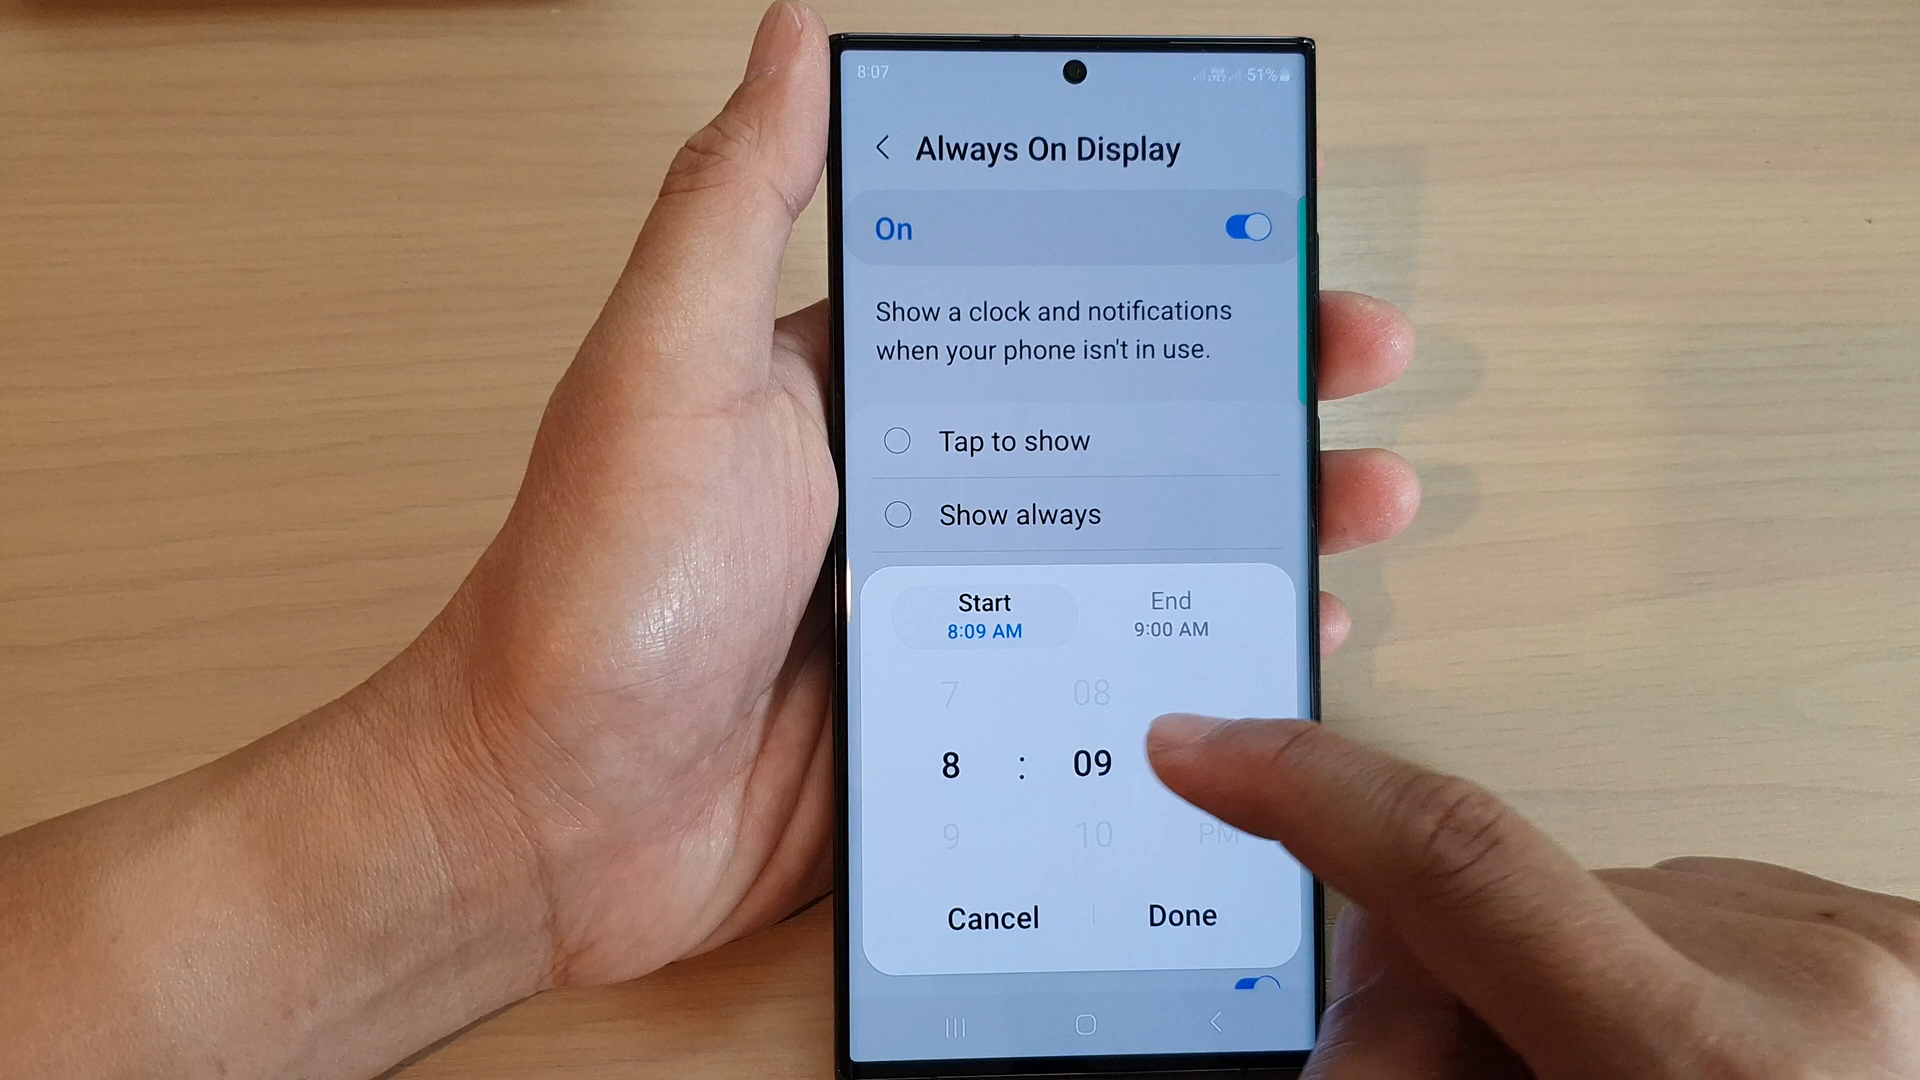 8:07
51%
Always On Display
On
Show a clock and notifications
when your phone isn't in use.
Tap to show
Show always
Start End
8:09 AM 9:00 AM
7 08
8 : 09
9 10 PM
Cancel Done